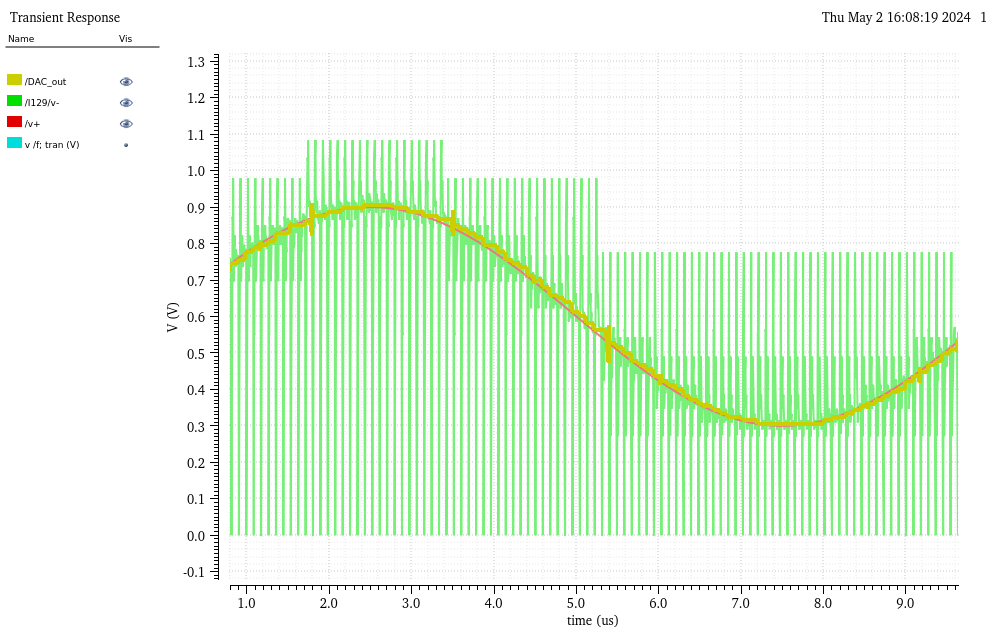 Transient Response
Thu May 2 16:08:19 2024 1
Name Vis
/DAC_out
/I129/v-
/v+
v /f; tran (V)
V (V)
1.3
1.2
1.1
1.0
0.9
0.8
0.7
0.6
0.5
0.4
0.3
0.2
0.1
0.0
-0.1
1.0 2.0 3.0 4.0 5.0 6.0 7.0 8.0 9.0
time (us)